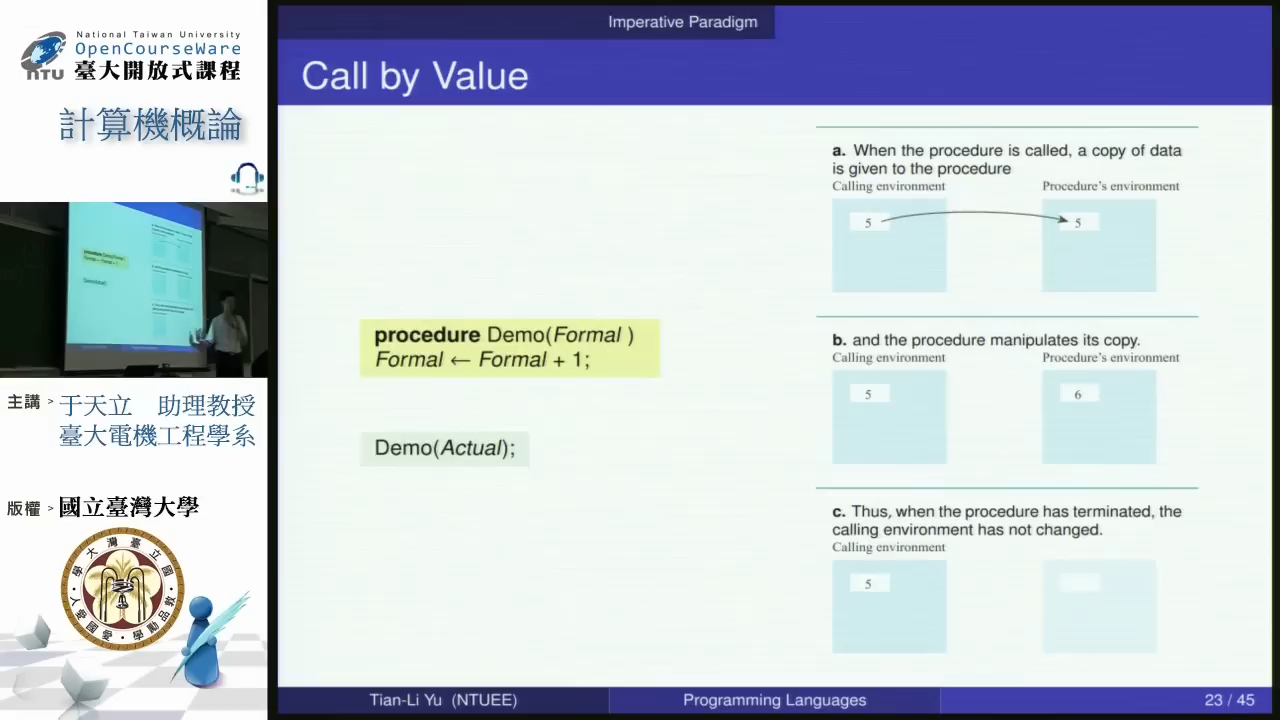 National Taiwan University
OpenCourseWare
臺大開放式課程
NTU
計算機概論
主講 > 于天立 助理教授
臺大電機工程學系
版權 > 國立臺灣大學
Imperative Paradigm
Call by Value
procedure Demo(Formal )
Formal ← Formal + 1;
Demo(Actual);
a. When the procedure is called, a copy of data
is given to the procedure
Calling environment Procedure's environment
5 5
b. and the procedure manipulates its copy.
Calling environment Procedure's environment
5 6
c. Thus, when the procedure has terminated, the
calling environment has not changed.
Calling environment
5
Tian-Li Yu (NTUEE) Programming Languages 23 / 45